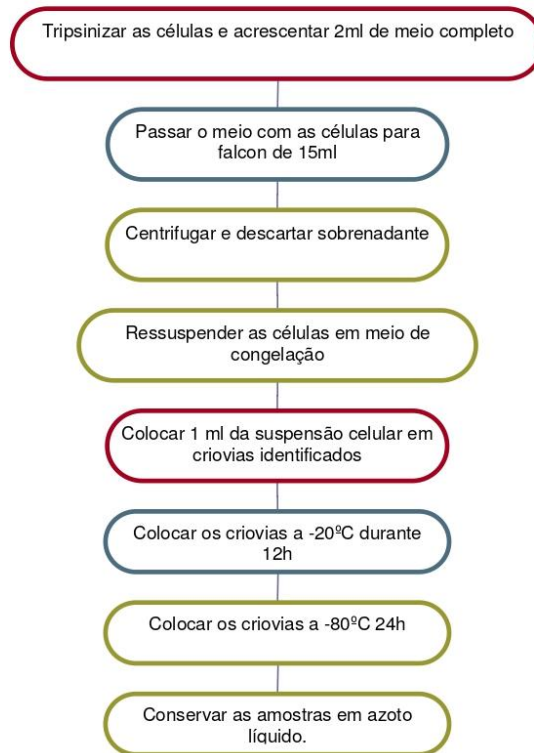 Tripsinizar as células e acrescentar 2ml de meio completo
Passar o meio com as células para
falcon de 15ml
Centrifugar e descartar sobrenadante
Ressuspender as células em meio de
congelação
Colocar 1 ml da suspensão celular em
criovias identificados
Colocar os criovias a -20ºC durante
12h
Colocar os criovias a -80ºC 24h
Conservar as amostras em azoto
líquido.